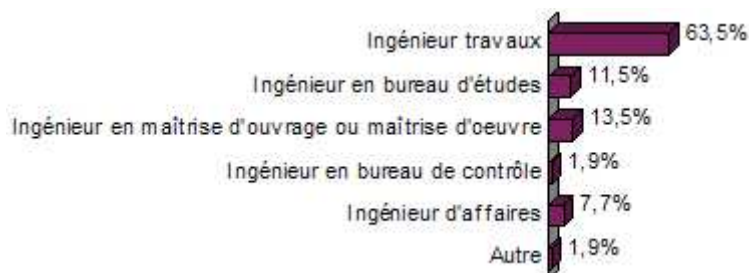 Ingénieur travaux 63,5%
Ingénieur en bureau d'études 11,5%
Ingénieur en maîtrise d'ouvrage ou maîtrise d'oeuvre 13,5%
Ingénieur en bureau de contrôle 1,9%
Ingénieur d'affaires 7,7%
Autre 1,9%